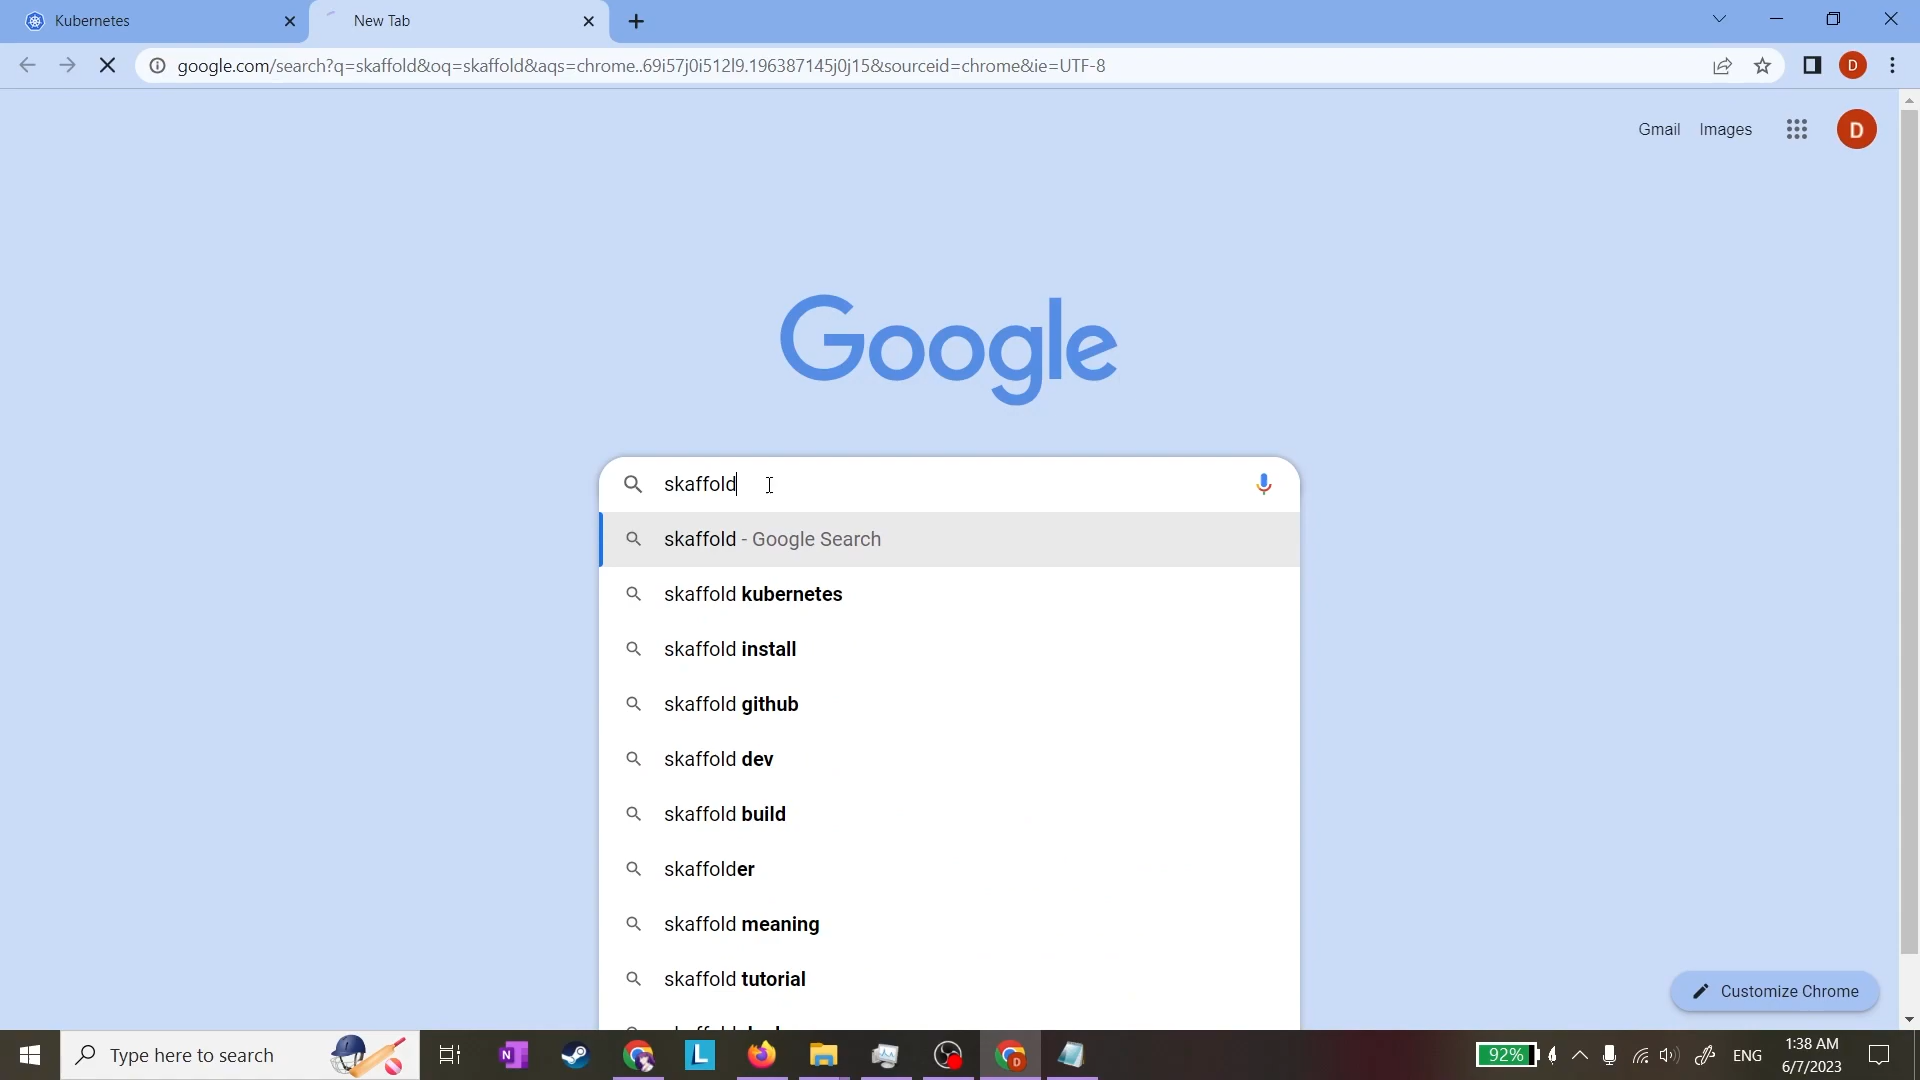 Kubernetes
New Tab
google.com/search?q=skaffold&oq=skaffold&aqs=chrome..69i57j0i512l9.196387145j0j15&sourceid=chrome&ie=UTF-8
D
Gmail
Images
D
Google
skaffold
skaffold - Google Search
skaffold kubernetes
skaffold install
skaffold github
skaffold dev
skaffold build
skaffolder
skaffold meaning
skaffold tutorial
Customize Chrome
Type here to search
N
L
D
92%
ENG
1:38 AM
6/7/2023